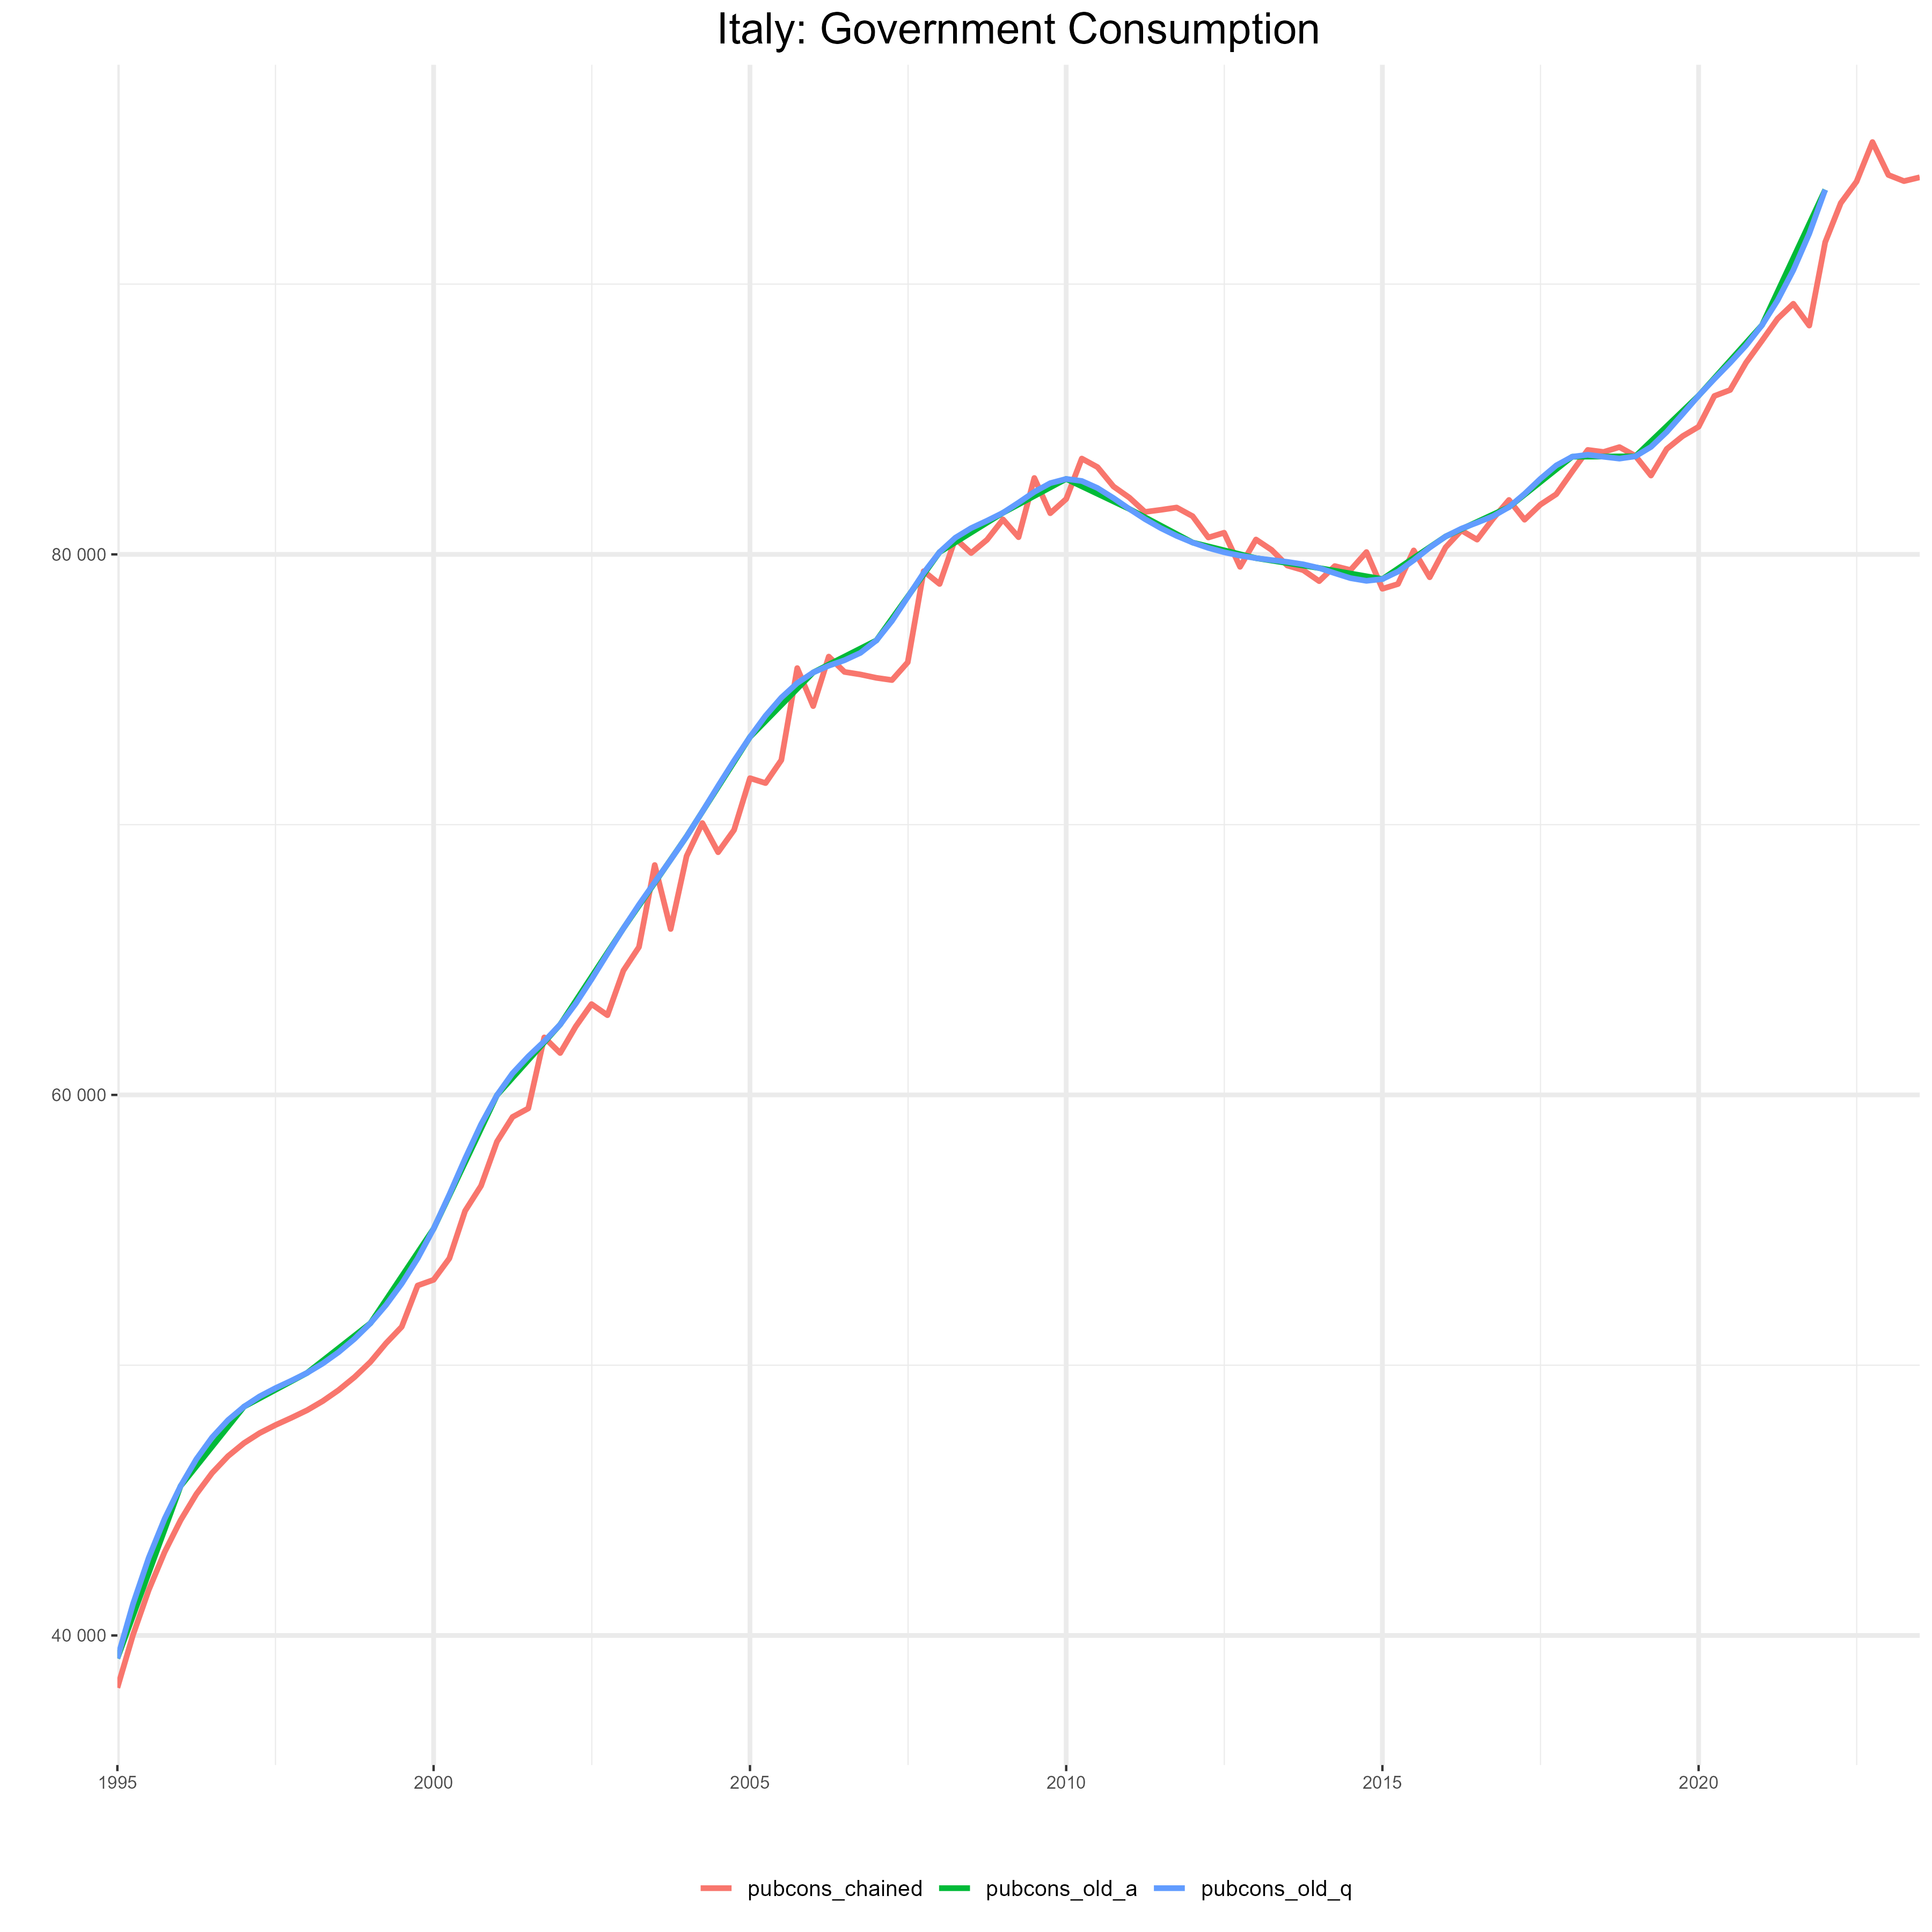 Italy: Government Consumption
80 000
60 000
40 000
1995 2000 2005 2010 2015 2020
pubcons_chained pubcons_old_a pubcons_old_q